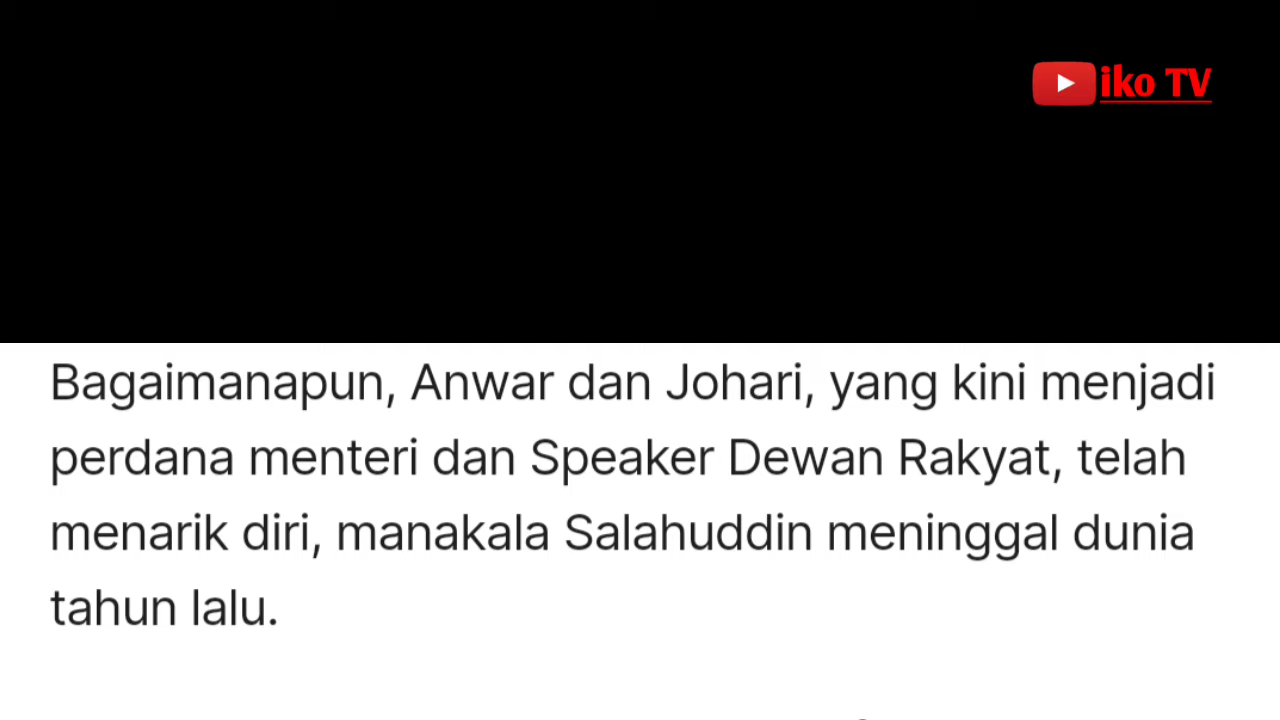 iko TV
Bagaimanapun, Anwar dan Johari, yang kini menjadi
perdana menteri dan Speaker Dewan Rakyat, telah
menarik diri, manakala Salahuddin meninggal dunia
tahun lalu.